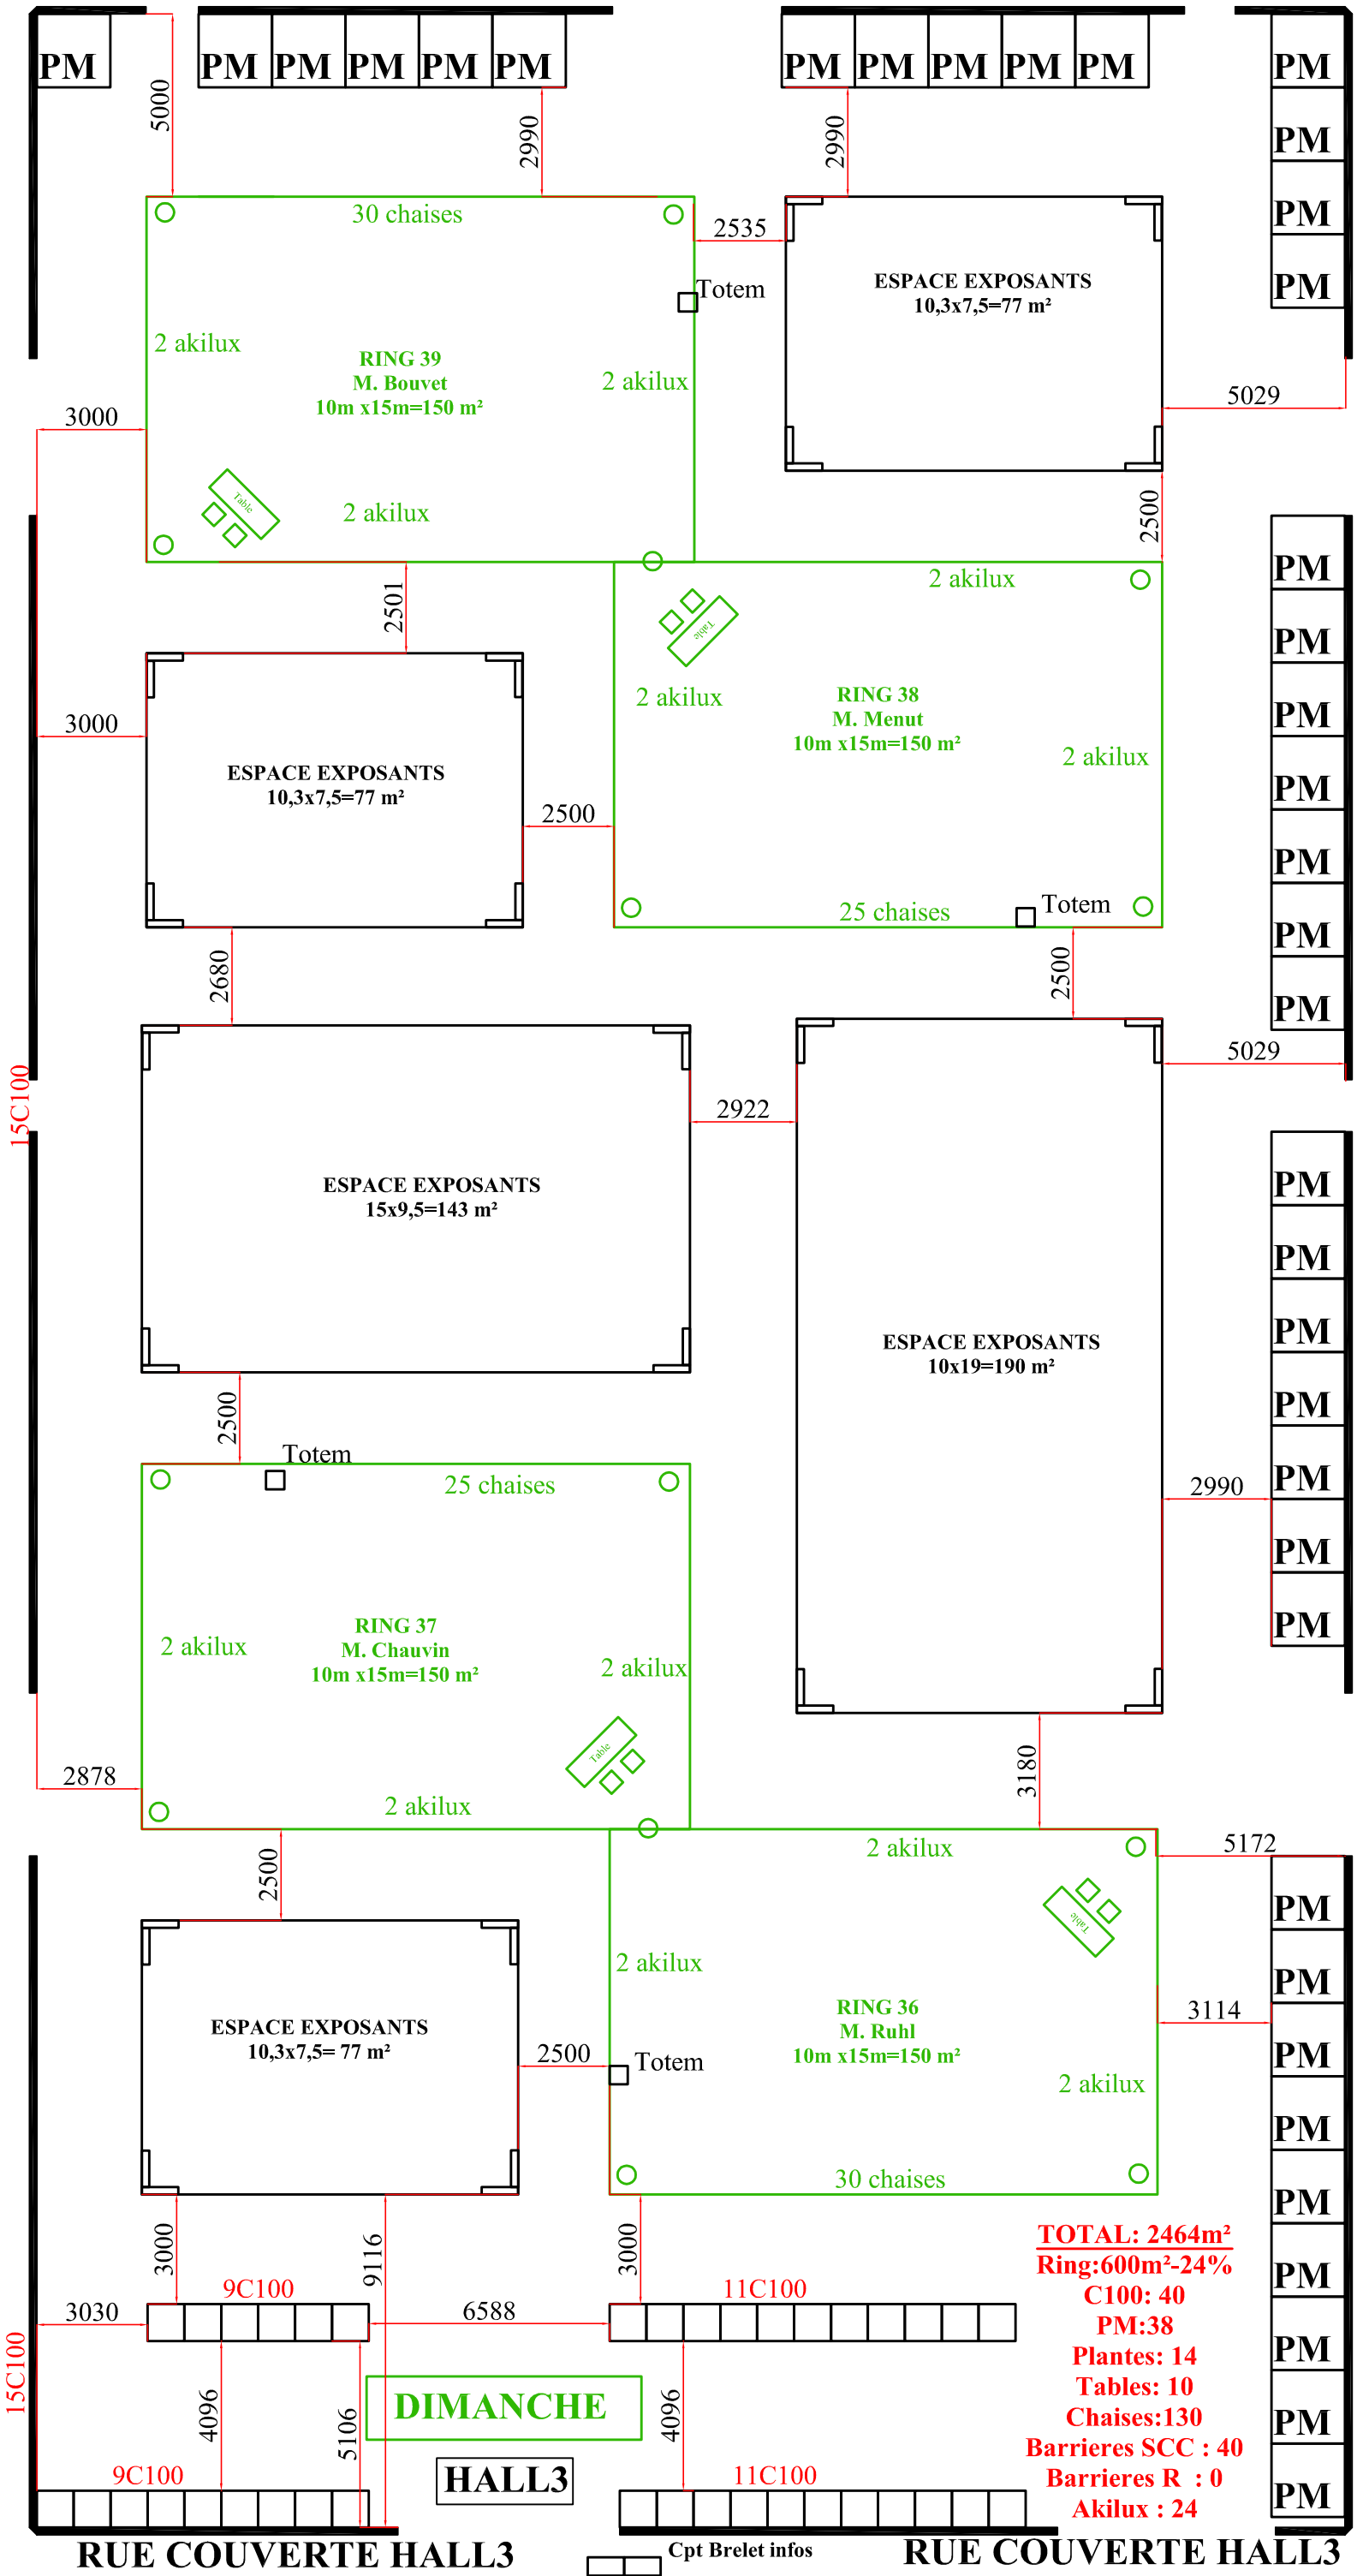 PM PM PM PM PM PM PM PM PM PM PM PM
5000
2990
2990
PM
PM
PM
30 chaises
2535
Totem
ESPACE EXPOSANTS
10,3x7,5=77 m²
2 akilux
RING 39
M. Bouvet
10m x15m=150 m²
2 akilux
5029
3000
Table
2 akilux
2500
PM
PM
PM
PM
PM
PM
PM
2501
2 akilux
Table
2 akilux
RING 38
M. Menut
10m x15m=150 m²
2 akilux
3000
ESPACE EXPOSANTS
10,3x7,5=77 m²
2500
25 chaises
Totem
2680
2500
5029
15C100
2922
PM
PM
PM
PM
PM
PM
PM
ESPACE EXPOSANTS
15x9,5=143 m²
ESPACE EXPOSANTS
10x19=190 m²
2500
Totem
25 chaises
2990
RING 37
M. Chauvin
10m x15m=150 m²
2 akilux
2 akilux
Table
2878
2 akilux
3180
2500
2 akilux
5172
Table
PM
PM
PM
PM
PM
PM
PM
PM
PM
2 akilux
ESPACE EXPOSANTS
10,3x7,5= 77 m²
2500
Totem
RING 36
M. Ruhl
10m x15m=150 m²
3114
2 akilux
30 chaises
3000
9116
3000
9C100
11C100
3030
6588
15C100
4096
5106
4096
DIMANCHE
HALL3
9C100
11C100
TOTAL: 2464m²
Ring:600m²-24%
C100: 40
PM:38
Plantes: 14
Tables: 10
Chaises:130
Barrieres SCC : 40
Barrieres R : 0
Akilux : 24
RUE COUVERTE HALL3
Cpt Brelet infos
RUE COUVERTE HALL3